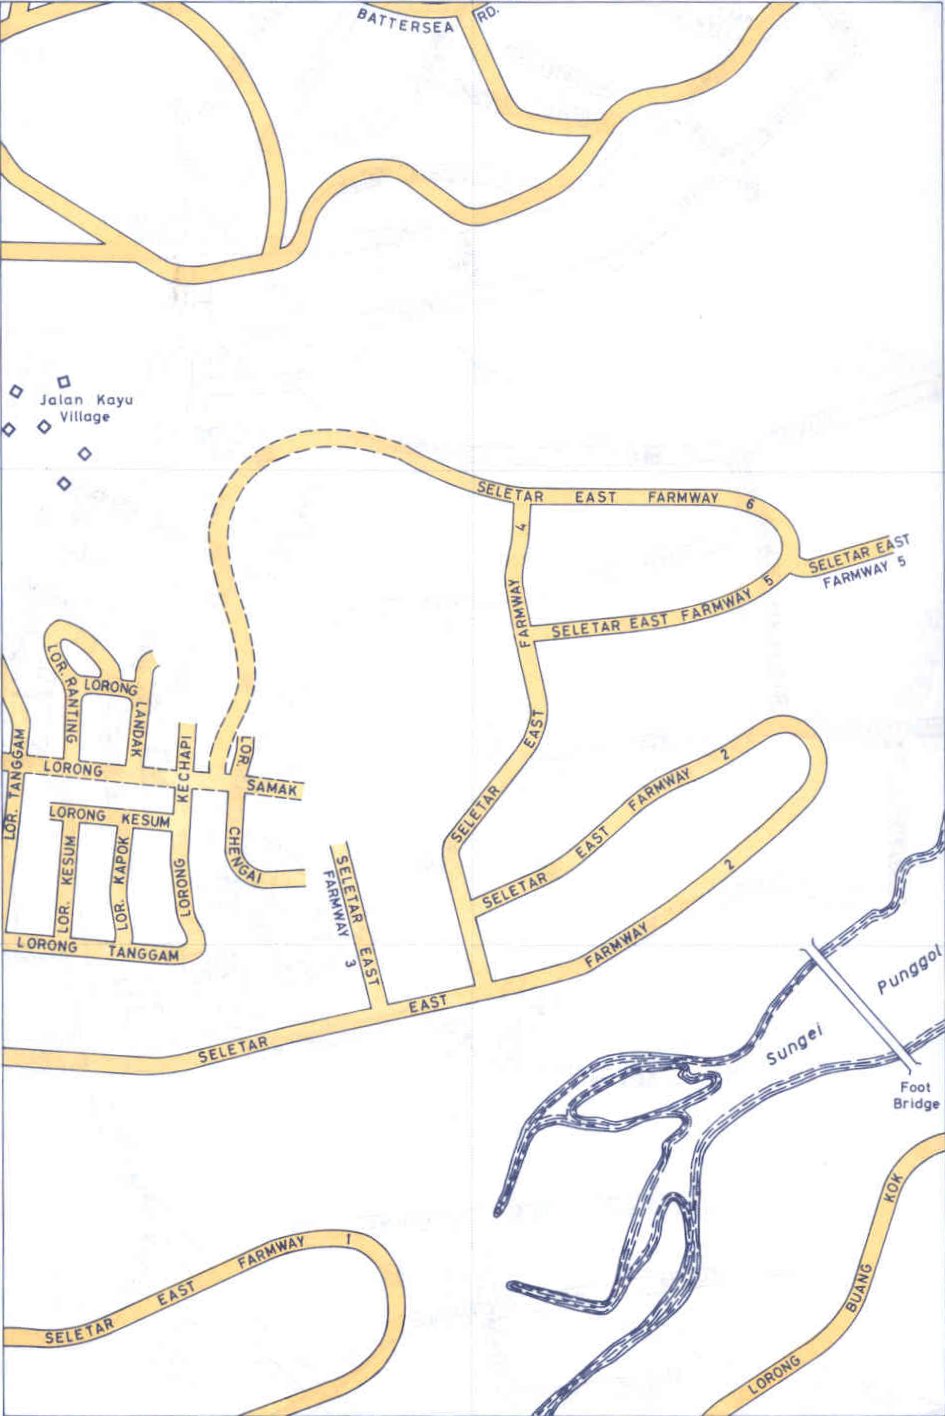 BATTERSEA RD.
Jalan Kayu
Village
SELETAR EAST FARMWAY 6
SELETAR EAST
FARMWAY 5
SELETAR EAST FARMWAY 5
SELETAR EAST FARMWAY 4
LOR. RANTING
LORONG LANDAK
LOR. TANGGAM
LORONG SAMAK
LORONG KECHAPI
LOR. CHENGAI
LORONG KESUM
LOR. KESUM
LOR. KAPOK
LORONG TANGGAM
SELETAR EAST
FARMWAY 3
SELETAR EAST FARMWAY 2
SELETAR EAST FARMWAY 2
Sungei Punggol
Foot
Bridge
SELETAR EAST FARMWAY 1
LORONG BUANG KOK